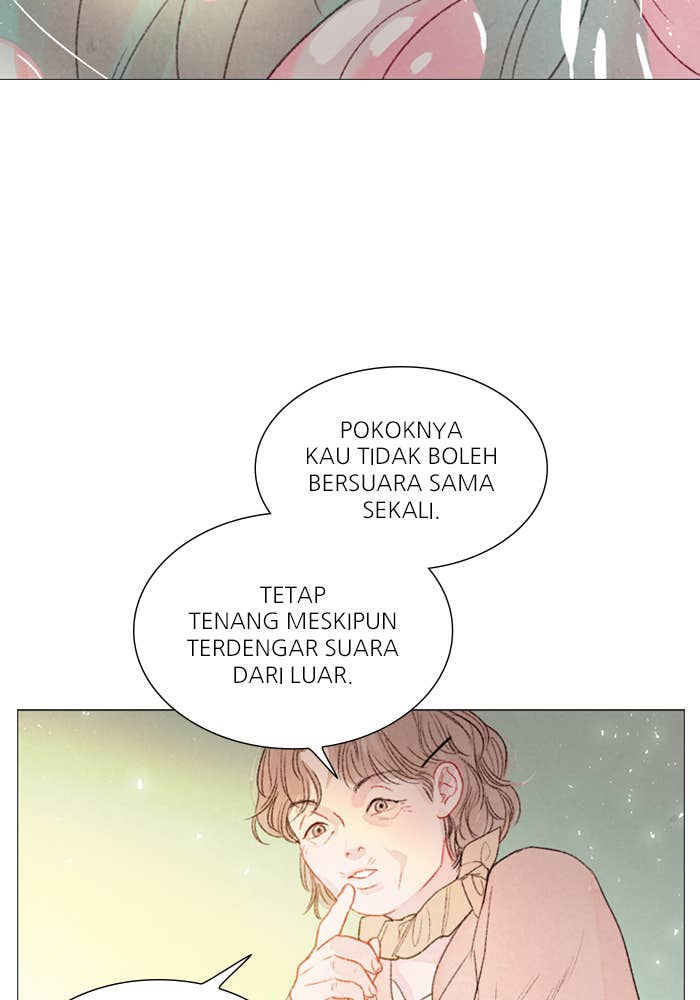 POKOKNYA
KAU TIDAK BOLEH
BERSUARA SAMA
SEKALI.
TETAP
TENANG MESKIPUN
TERDENGAR SUARA
DARI LUAR.